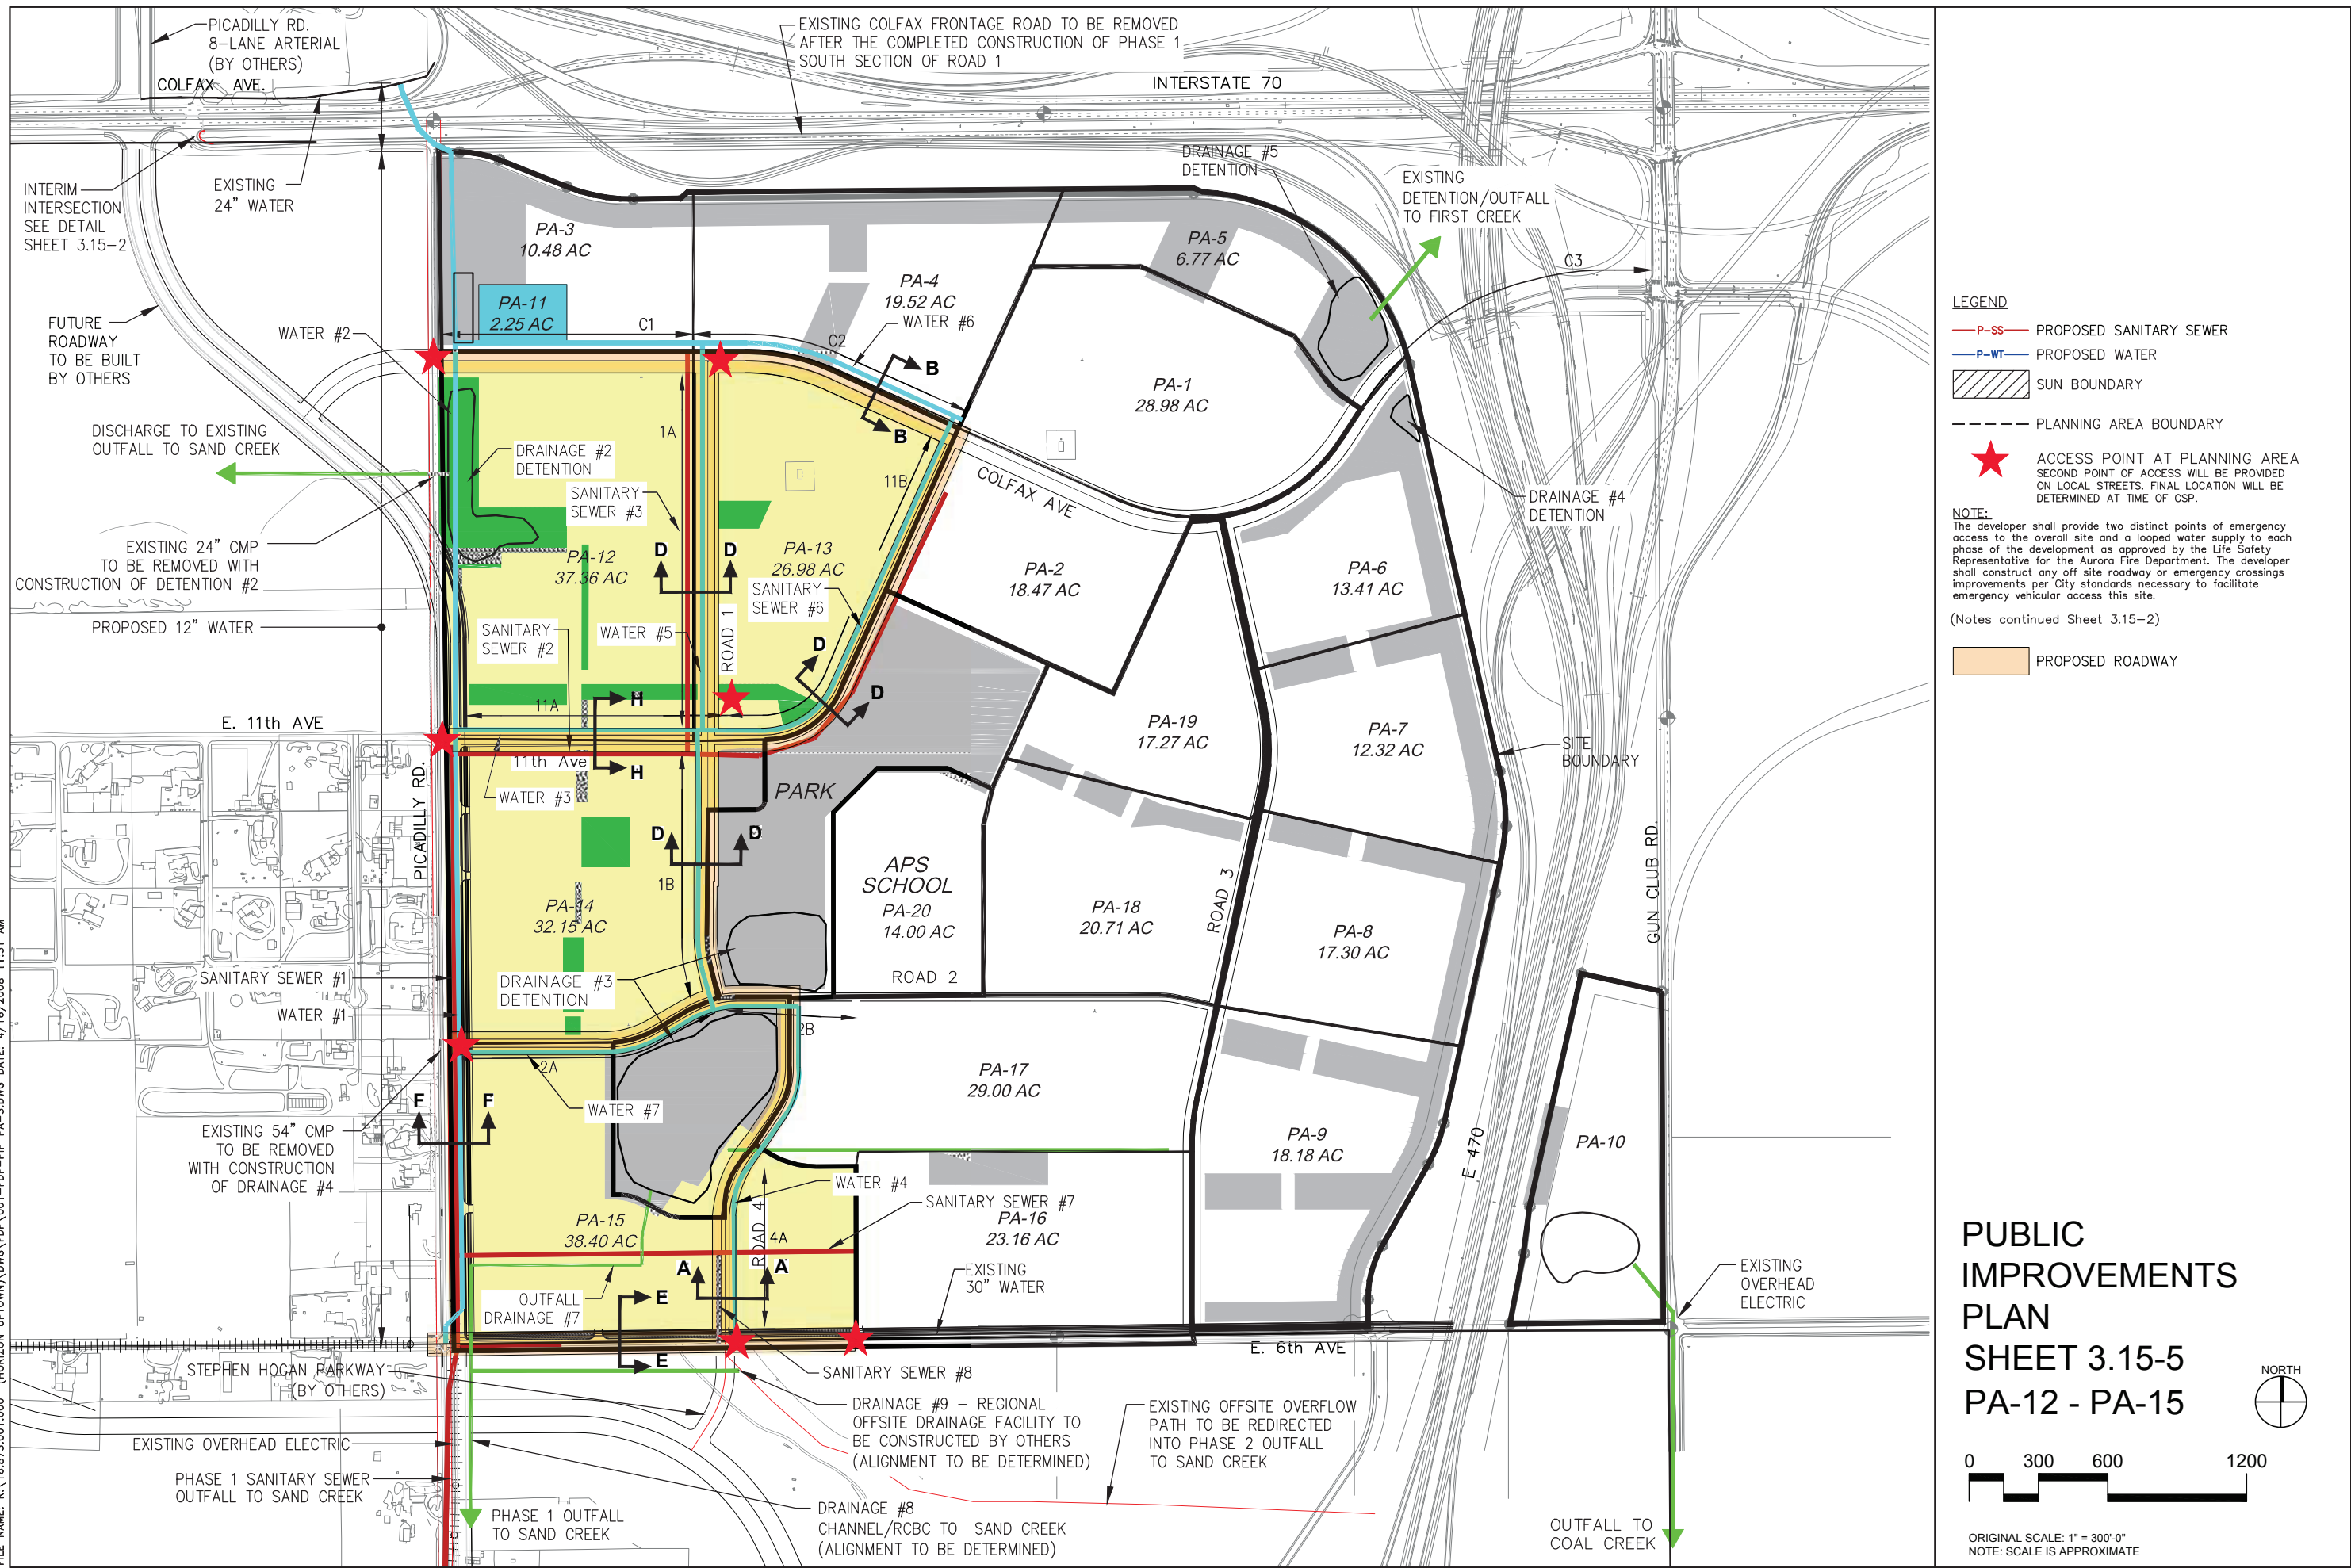 PICADILLY RD.
8-LANE ARTERIAL
(BY OTHERS)
COLFAX AVE.
EXISTING COLFAX FRONTAGE ROAD TO BE REMOVED
AFTER THE COMPLETED CONSTRUCTION OF PHASE 1
SOUTH SECTION OF ROAD 1
INTERSTATE 70
INTERIM
INTERSECTION
SEE DETAIL
SHEET 3.15-2
EXISTING
24" WATER
DRAINAGE #5
DETENTION
EXISTING
DETENTION/OUTFALL
TO FIRST CREEK
PA-3
10.48 AC
PA-5
6.77 AC
C3
PA-4
19.52 AC
WATER #6
PA-11
2.25 AC
C1
C2
FUTURE
ROADWAY
TO BE BUILT
BY OTHERS
WATER #2
B
B
PA-1
28.98 AC
1A
DISCHARGE TO EXISTING
OUTFALL TO SAND CREEK
DRAINAGE #2
DETENTION
SANITARY
SEWER #3
11B
COLFAX AVE
DRAINAGE #4
DETENTION
EXISTING 24" CMP
TO BE REMOVED WITH
CONSTRUCTION OF DETENTION #2
PA-12
37.36 AC
D
D
PA-13
26.98 AC
SANITARY
SEWER #6
PA-2
18.47 AC
PA-6
13.41 AC
PROPOSED 12" WATER
SANITARY
SEWER #2
WATER #5
ROAD 1
D
D
H
11A
E. 11th AVE
PA-19
17.27 AC
PA-7
12.32 AC
SITE
BOUNDARY
11th Ave
H
WATER #3
PARK
PICADILLY RD.
D
D
1B
APS
SCHOOL
PA-20
14.00 AC
ROAD 3
GUN CLUB RD.
PA-14
32.15 AC
PA-18
20.71 AC
PA-8
17.30 AC
SANITARY SEWER #1
DRAINAGE #3
DETENTION
ROAD 2
WATER #1
2B
2A
PA-17
29.00 AC
F
F
WATER #7
EXISTING 54" CMP
TO BE REMOVED
WITH CONSTRUCTION
OF DRAINAGE #4
PA-9
18.18 AC
E 470
PA-10
WATER #4
SANITARY SEWER #7
PA-16
23.16 AC
PA-15
38.40 AC
ROAD 4
4A
A
A
EXISTING
30" WATER
EXISTING
OVERHEAD
ELECTRIC
OUTFALL
DRAINAGE #7
E
E
E. 6th AVE
STEPHEN HOGAN PARKWAY
(BY OTHERS)
SANITARY SEWER #8
DRAINAGE #9 - REGIONAL
OFFSITE DRAINAGE FACILITY TO
BE CONSTRUCTED BY OTHERS
(ALIGNMENT TO BE DETERMINED)
EXISTING OFFSITE OVERFLOW
PATH TO BE REDIRECTED
INTO PHASE 2 OUTFALL
TO SAND CREEK
EXISTING OVERHEAD ELECTRIC
PHASE 1 SANITARY SEWER
OUTFALL TO SAND CREEK
PHASE 1 OUTFALL
TO SAND CREEK
DRAINAGE #8
CHANNEL/RCBC TO SAND CREEK
(ALIGNMENT TO BE DETERMINED)
OUTFALL TO
COAL CREEK
LEGEND
P-SS PROPOSED SANITARY SEWER
P-WT PROPOSED WATER
SUN BOUNDARY
PLANNING AREA BOUNDARY
ACCESS POINT AT PLANNING AREA
SECOND POINT OF ACCESS WILL BE PROVIDED
ON LOCAL STREETS. FINAL LOCATION WILL BE
DETERMINED AT TIME OF CSP.
NOTE:
The developer shall provide two distinct points of emergency
access to the overall site and a looped water supply to each
phase of the development as approved by the Life Safety
Representative for the Aurora Fire Department. The developer
shall construct any off site roadway or emergency crossings
improvements per City standards necessary to facilitate
emergency vehicular access this site.
(Notes continued Sheet 3.15-2)
PROPOSED ROADWAY
PUBLIC
IMPROVEMENTS
PLAN
SHEET 3.15-5
PA-12 - PA-15
NORTH
0 300 600 1200
ORIGINAL SCALE: 1" = 300'-0"
NOTE: SCALE IS APPROXIMATE